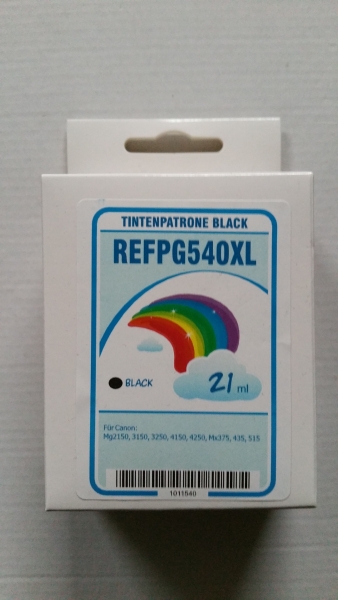 TINTENPATRONE BLACK
REFPG540XL
BLACK
21 ml
Für Canon:
Mg2150, 3150, 3250, 4150, 4250, Mx375, 435, 515
1011540